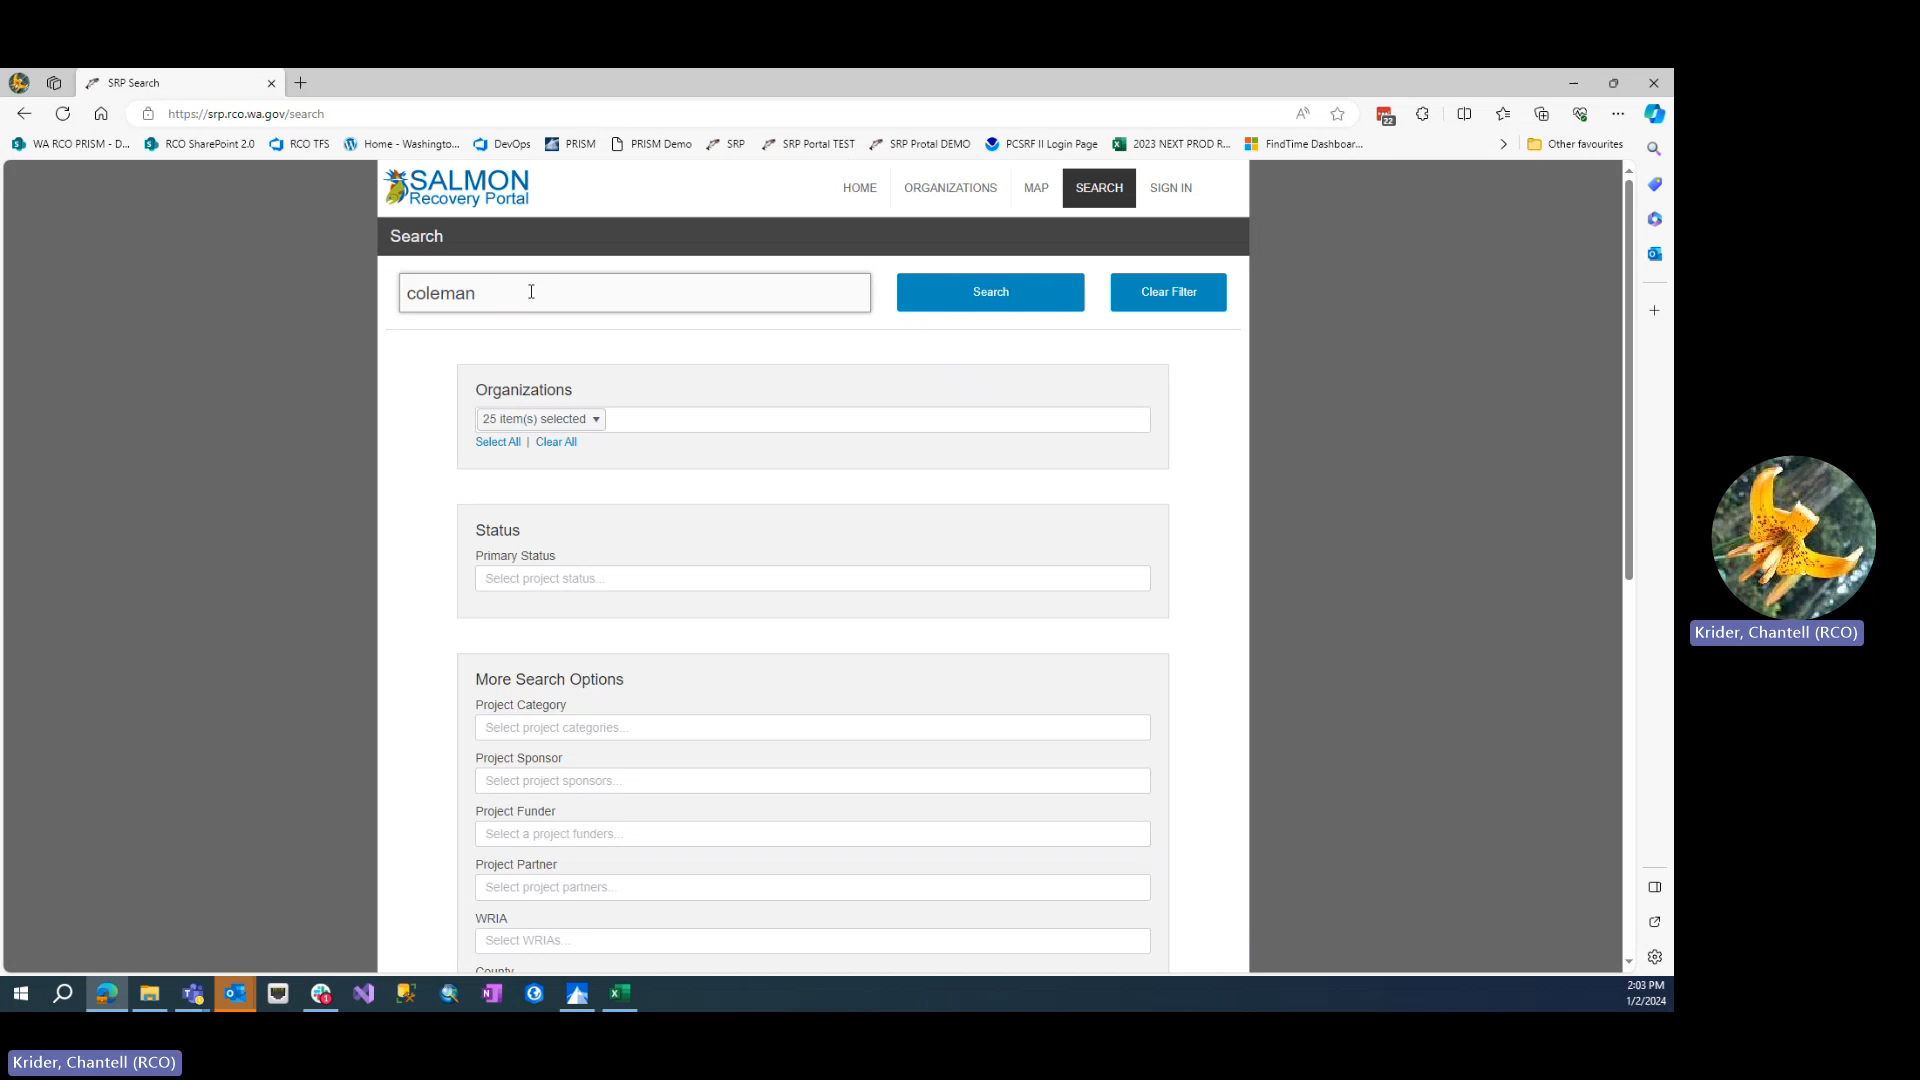 SRP Search
https://srp.rco.wa.gov/search
22
WA RCO PRISM - D...
RCO SharePoint 2.0
RCO TFS
Home - Washingto...
DevOps
PRISM
PRISM Demo
SRP
SRP Portal TEST
SRP Protal DEMO
PCSRF II Login Page
2023 NEXT PROD R...
FindTime Dashboar...
Other favourites
SALMON
Recovery Portal
HOME
ORGANIZATIONS
MAP
SEARCH
SIGN IN
Search
coleman
Search
Clear Filter
Organizations
25 item(s) selected
Select All | Clear All
Status
Primary Status
Select project status...
More Search Options
Project Category
Select project categories...
Project Sponsor
Select project sponsors...
Project Funder
Select a project funders...
Project Partner
Select project partners...
WRIA
Select WRIAs...
County
Krider, Chantell (RCO)
2:03 PM
1/2/2024
Krider, Chantell (RCO)